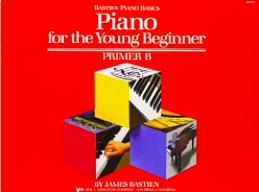 BASTIEN PIANO BASICS
Piano
for the Young Beginner
PRIMER B
BY JAMES BASTIEN